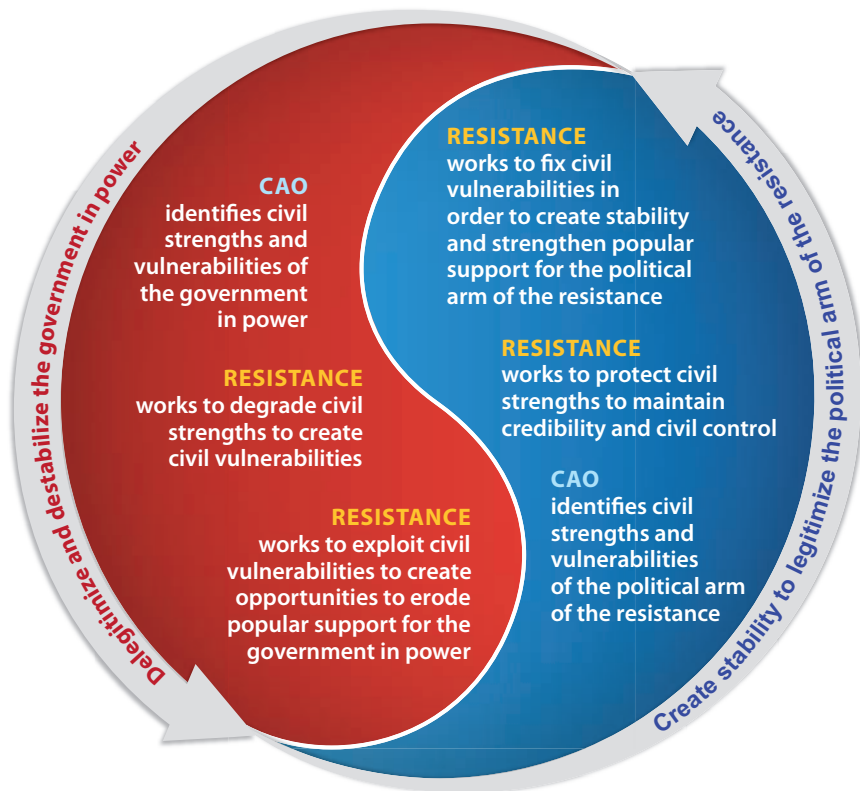 Delegitimize and destabilize the government in power
CAO
identifies civil
strengths and
vulnerabilities of
the government
in power
RESISTANCE
works to degrade civil
strengths to create
civil vulnerabilities
RESISTANCE
works to exploit civil
vulnerabilities to create
opportunities to erode
popular support for the
government in power
RESISTANCE
works to fix civil
vulnerabilities in
order to create stability
and strengthen popular
support for the political
arm of the resistance
RESISTANCE
works to protect civil
strengths to maintain
credibility and civil control
CAO
identifies civil
strengths and
vulnerabilities
of the political arm
of the resistance
Create stability to legitimize the political arm of the resistance